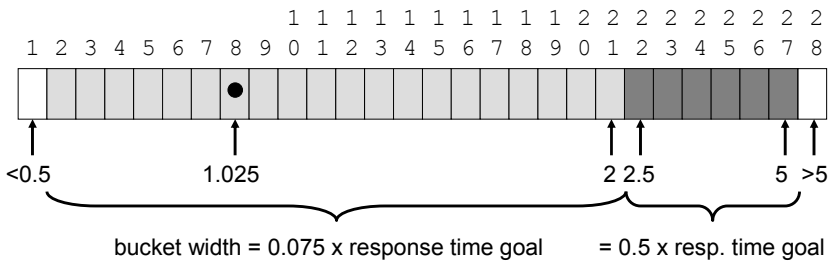 1 1 1 1 1 1 1 1 1 1 2 2 2 2 2 2 2 2 2
1 2 3 4 5 6 7 8 9 0 1 2 3 4 5 6 7 8 9 0 1 2 3 4 5 6 7 8
<0.5 1.025 2 2.5 5 >5
bucket width = 0.075 x response time goal = 0.5 x resp. time goal